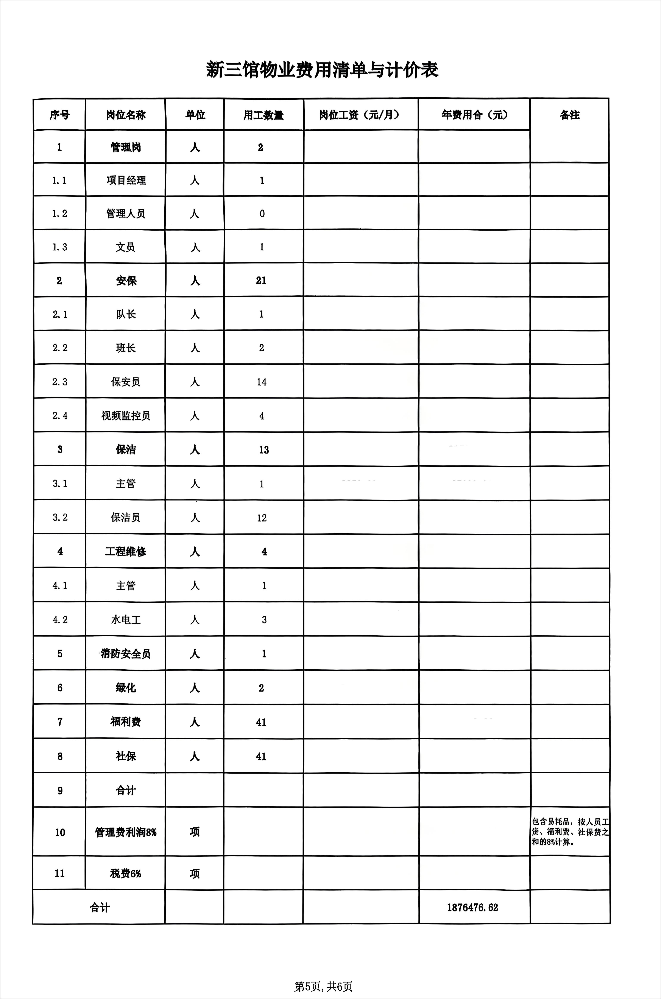 新三馆物业费用清单与计价表
序号 岗位名称 单位 用工数量 岗位工资（元/月） 年费用合（元） 备注
1 管理岗 人 2
1.1 项目经理 人 1
1.2 管理人员 人 0
1.3 文员 人 1
2 安保 人 21
2.1 队长 人 1
2.2 班长 人 2
2.3 保安员 人 14
2.4 视频监控员 人 4
3 保洁 人 13
3.1 主管 人 1
3.2 保洁员 人 12
4 工程维修 人 4
4.1 主管 人 1
4.2 水电工 人 3
5 消防安全员 人 1
6 绿化 人 2
7 福利费 人 41
8 社保 人 41
9 合计
10 管理费利润8% 项
包含易耗品，按人员工
资、福利费、社保费之
和的8%计算。
11 税费6% 项
合计 1876476.62
第5页, 共6页